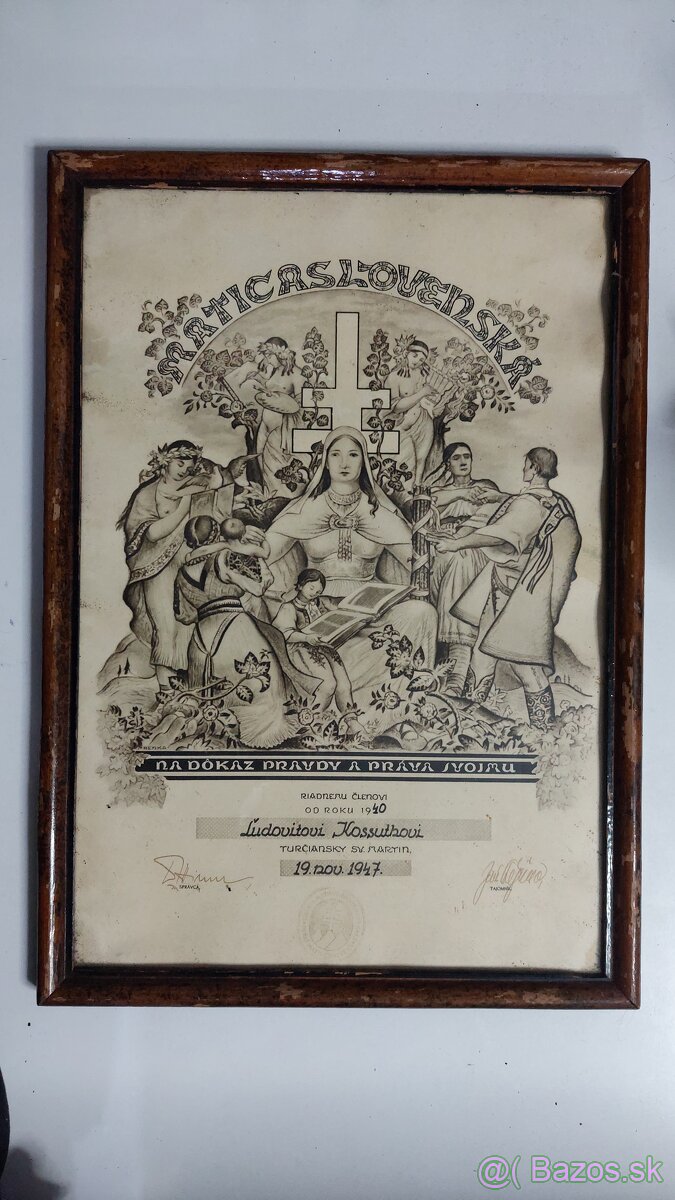 MATICA SLOVENSKÁ
BENKA
NA DÔKAZ PRAVDY A PRÁVA SVOJMU
RIADNEMU ČLENOVI
OD ROKU 1940
Ľudovítovi Kossuthovi
TURČIANSKY SV. MARTIN,
19. nov. 1947.
SPRÁVCA
TAJOMNÍK
@( Bazos.sk